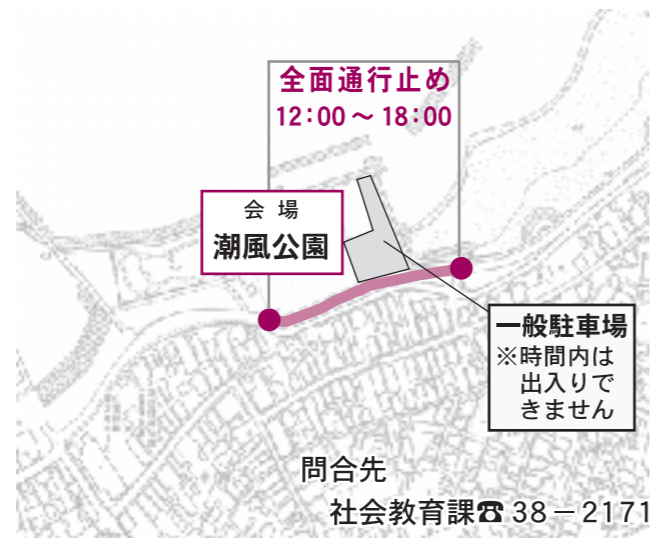 全面通行止め
12：00～18：00
会 場
潮風公園
一般駐車場
※時間内は
出入りで
きません
問合先
社会教育課☎38－2171